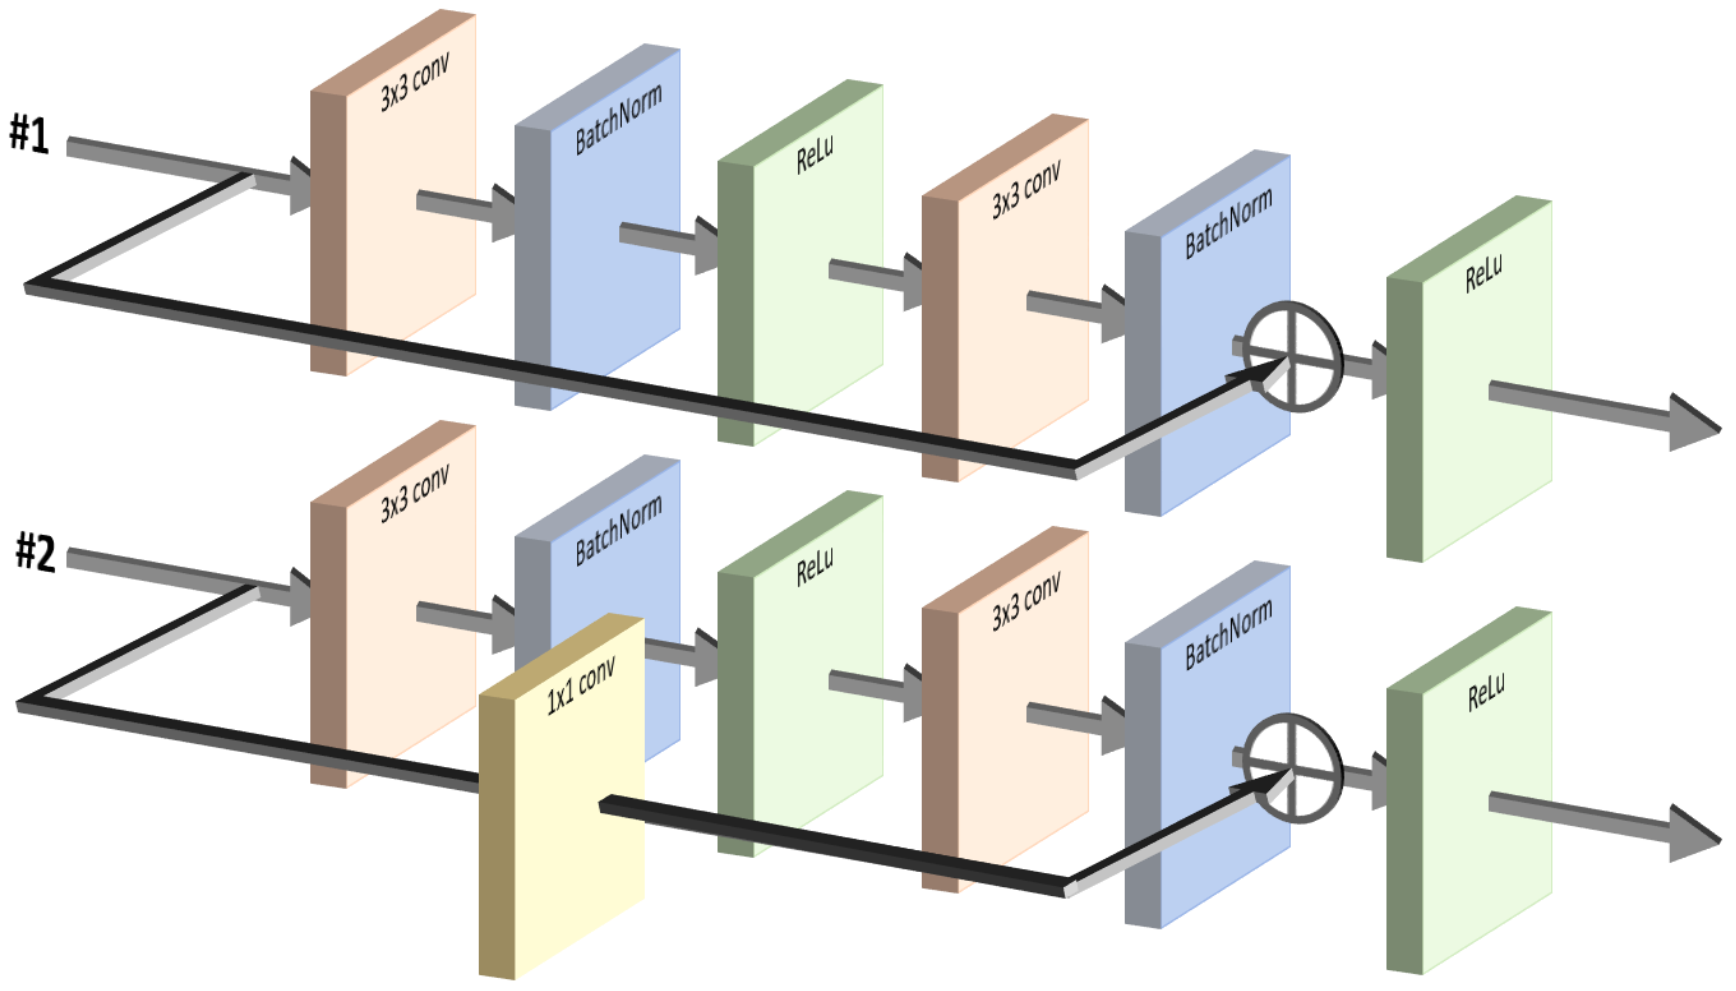 #1
3x3 conv
BatchNorm
ReLu
3x3 conv
BatchNorm
ReLu
#2
3x3 conv
BatchNorm
ReLu
3x3 conv
BatchNorm
ReLu
1x1 conv